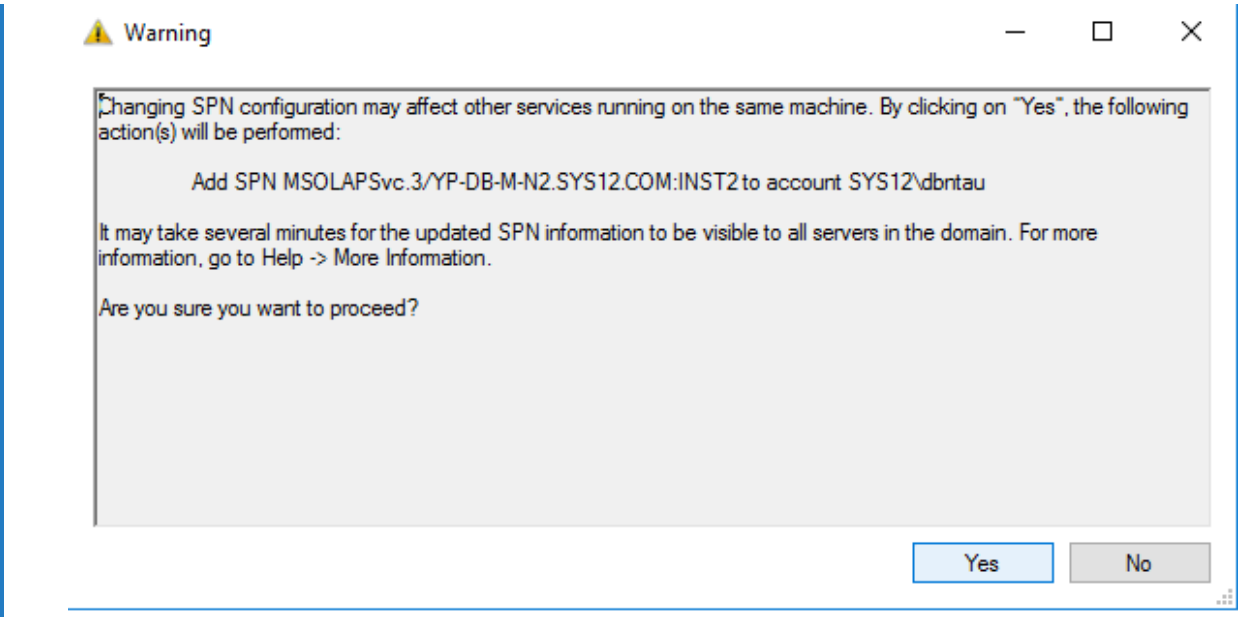 Warning
Changing SPN configuration may affect other services running on the same machine. By clicking on "Yes", the following
action(s) will be performed:
Add SPN MSOLAPSvc.3/YP-DB-M-N2.SYS12.COM:INST2 to account SYS12\dbntau
It may take several minutes for the updated SPN information to be visible to all servers in the domain. For more
information, go to Help -> More Information.
Are you sure you want to proceed?
Yes
No